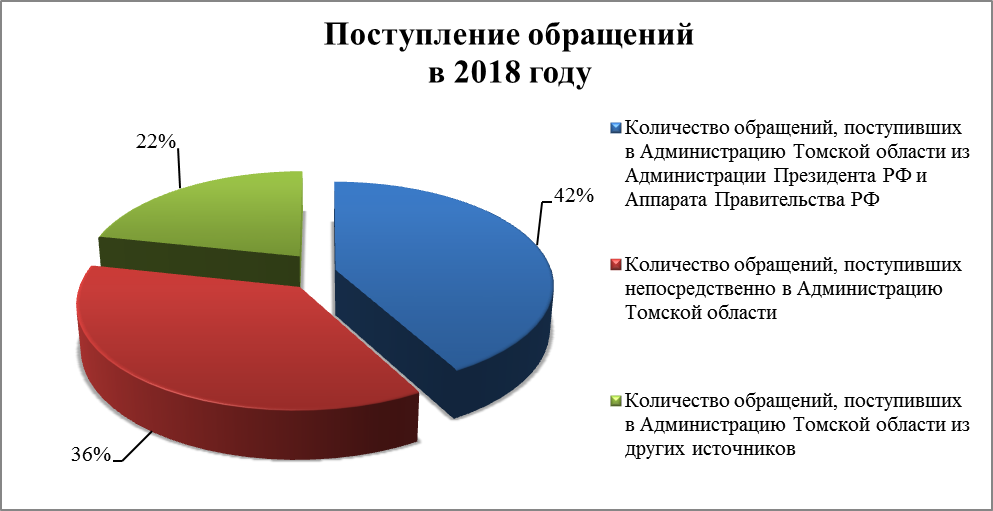 Поступление обращений
в 2018 году
22%
42%
36%
Количество обращений, поступивших
в Администрацию Томской области из
Администрации Президента РФ и
Аппарата Правительства РФ
Количество обращений, поступивших
непосредственно в Администрацию
Томской области
Количество обращений, поступивших
в Администрацию Томской области из
других источников